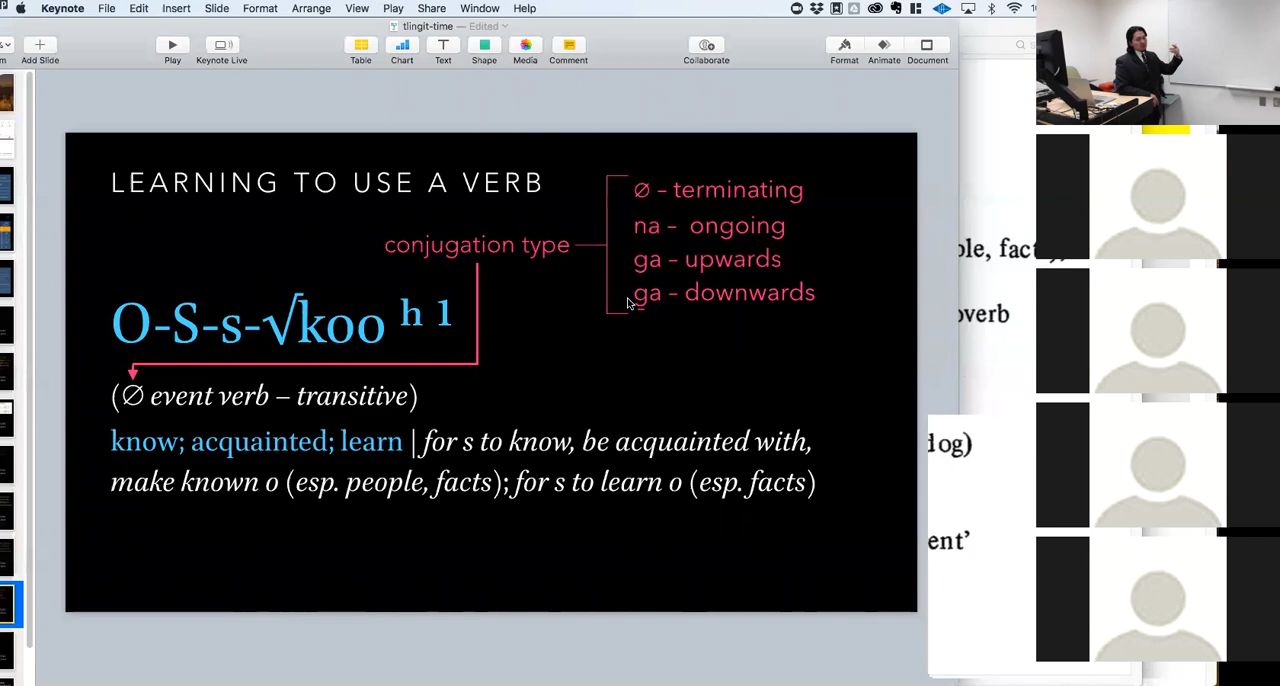 Keynote File Edit Insert Slide Format Arrange View Play Share Window Help
tlingit-time — Edited
Add Slide Play Keynote Live Table Chart Text Shape Media Comment Collaborate Format Animate Document
LEARNING TO USE A VERB
conjugation type
Ø – terminating
na – ongoing
ga – upwards
g̲a – downwards
O-S-s-√koo ʰ ¹
(Ø event verb – transitive)
know; acquainted; learn | for s to know, be acquainted with,
make known o (esp. people, facts); for s to learn o (esp. facts)
ple, fact
overb
dog)
ent’